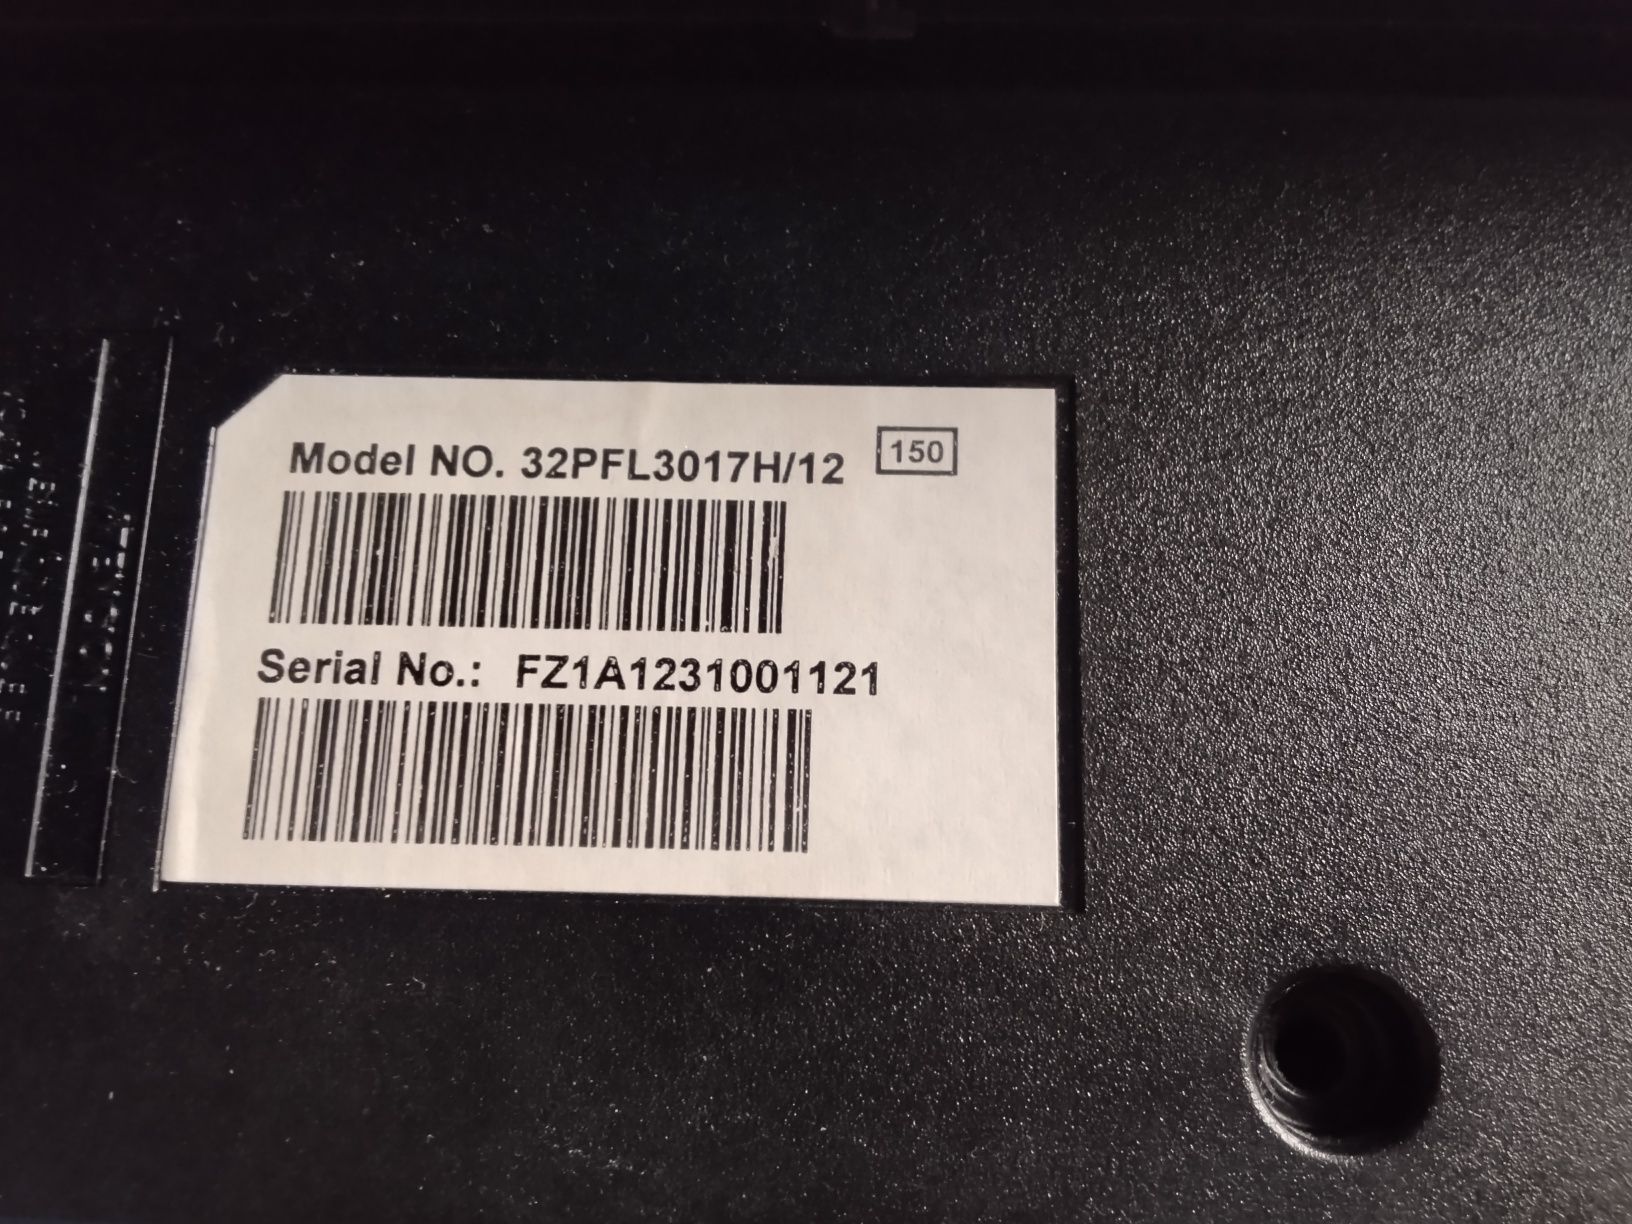 Model NO. 32PFL3017H/12
150
Serial No.: FZ1A1231001121